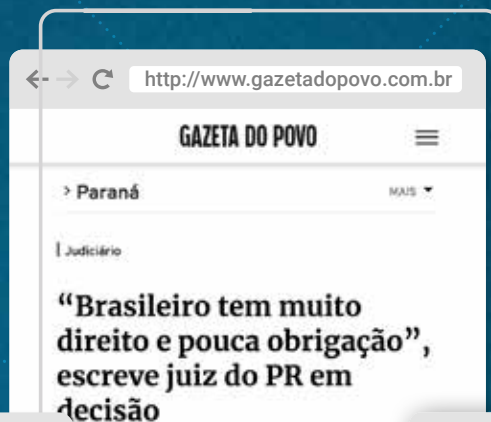 http://www.gazetadopovo.com.br
GAZETA DO POVO
> Paraná
MAIS
Judiciário
“Brasileiro tem muito
direito e pouca obrigação”,
escreve juiz do PR em
decisão